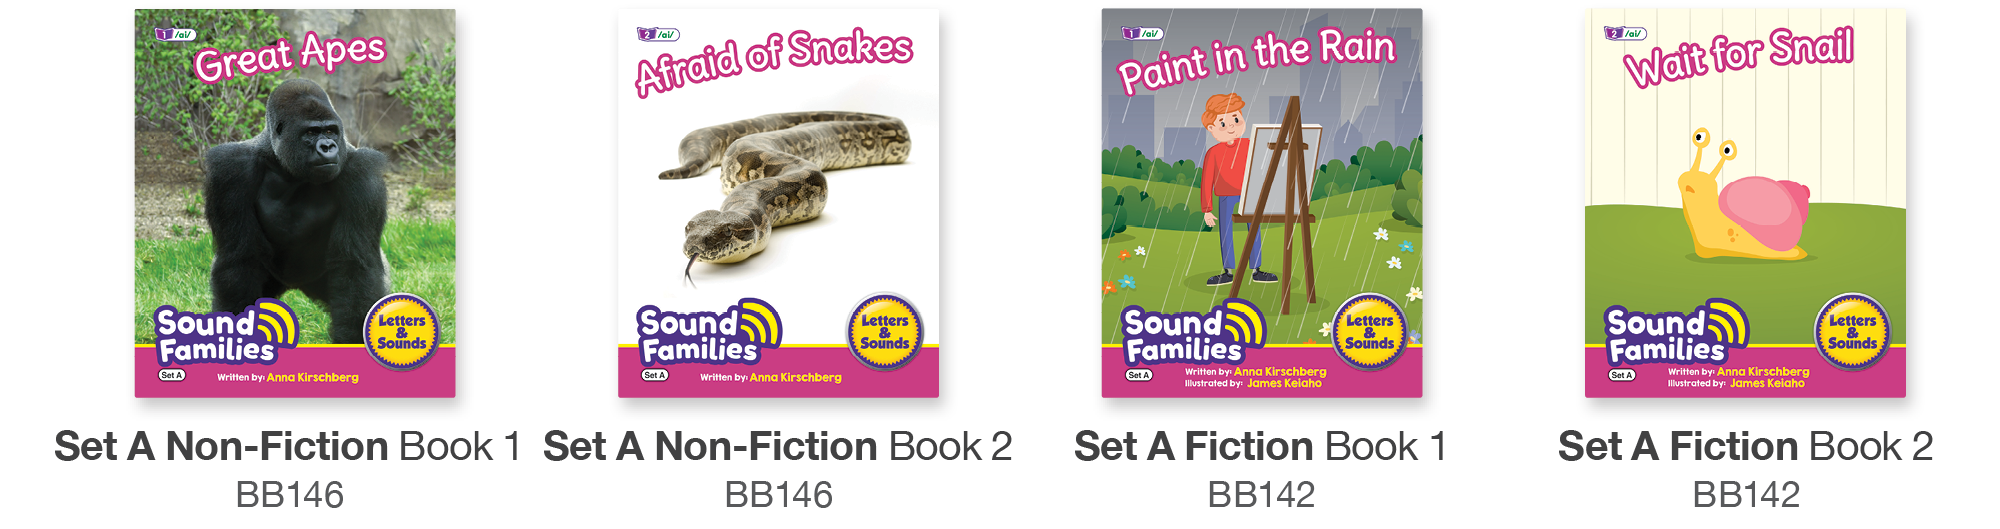 1 /ai/
Great Apes
Sound
Families
Set A
Letters
&
Sounds
Written by: Anna Kirschberg
Set A Non-Fiction Book 1
BB146
2 /ai/
Afraid of Snakes
Sound
Families
Set A
Letters
&
Sounds
Written by: Anna Kirschberg
Set A Non-Fiction Book 2
BB146
1 /ai/
Paint in the Rain
Sound
Families
Set A
Letters
&
Sounds
Written by: Anna Kirschberg
Illustrated by: James Keiaho
Set A Fiction Book 1
BB142
2 /ai/
Wait for Snail
Sound
Families
Set A
Letters
&
Sounds
Written by: Anna Kirschberg
Illustrated by: James Keiaho
Set A Fiction Book 2
BB142